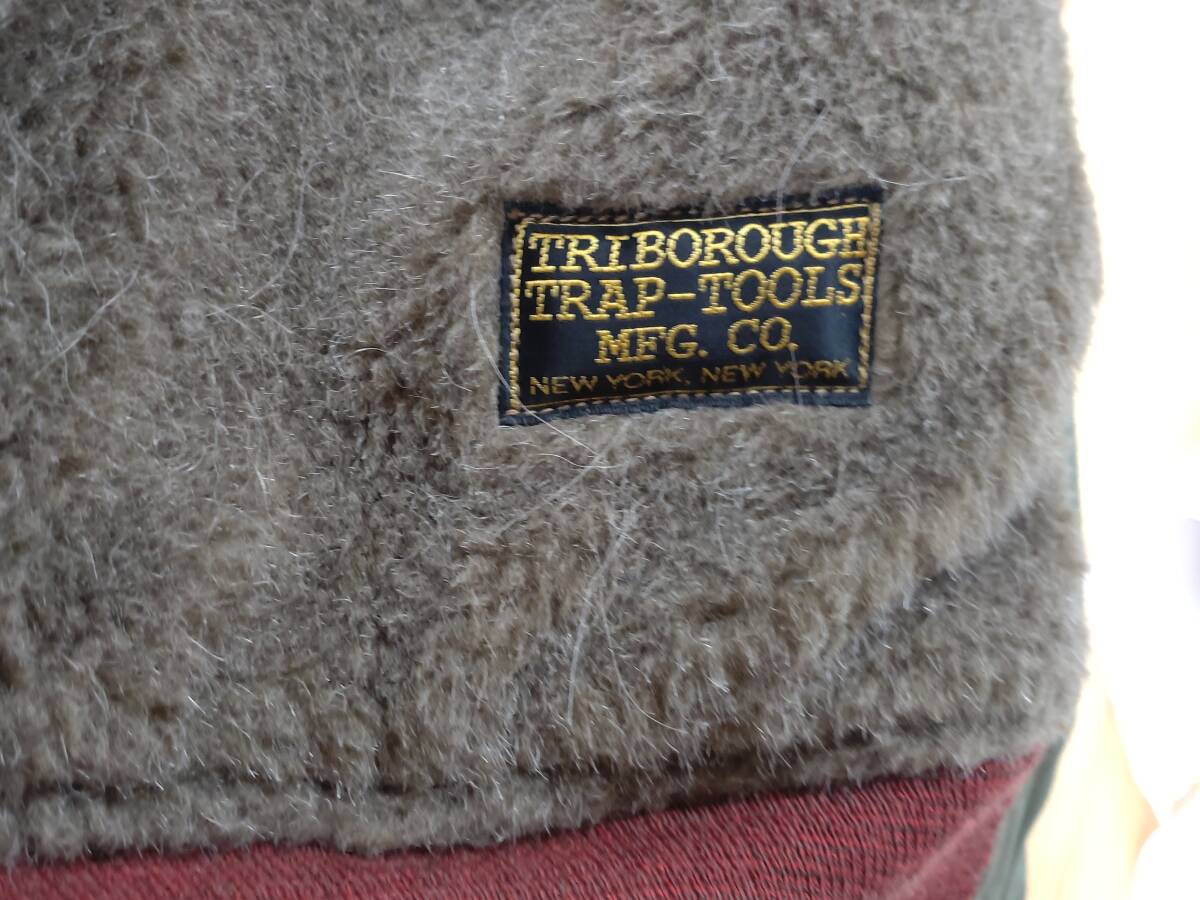 TRIBOROUGH
TRAP-TOOLS
MFG. CO.
NEW YORK, NEW YORK